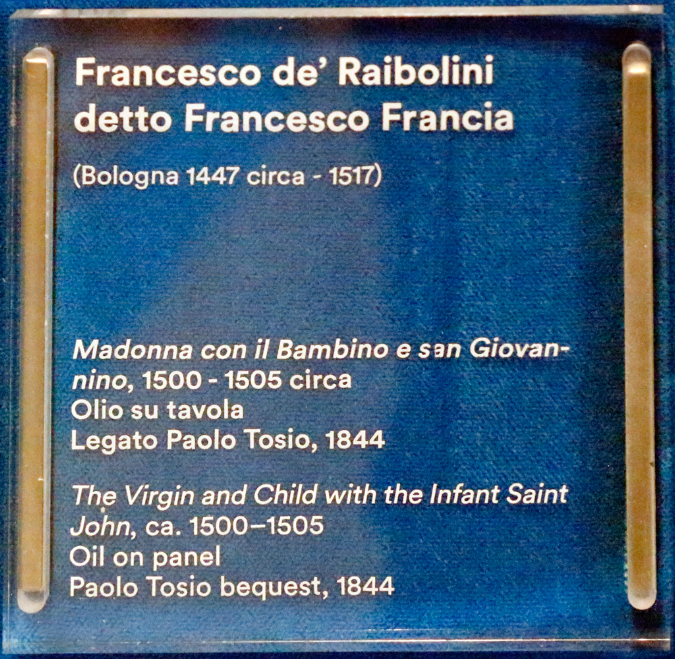 Francesco de’ Raibolini
detto Francesco Francia
(Bologna 1447 circa - 1517)
Madonna con il Bambino e san Giovan-
nino, 1500 - 1505 circa
Olio su tavola
Legato Paolo Tosio, 1844
The Virgin and Child with the Infant Saint
John, ca. 1500–1505
Oil on panel
Paolo Tosio bequest, 1844